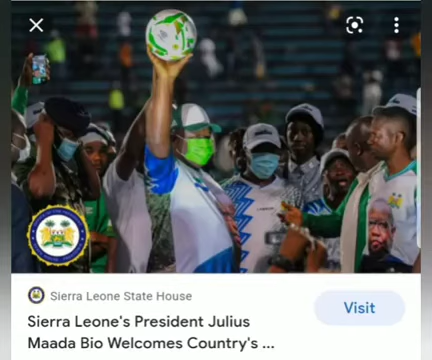 Sierra Leone State House
Visit
Sierra Leone's President Julius
Maada Bio Welcomes Country's ...